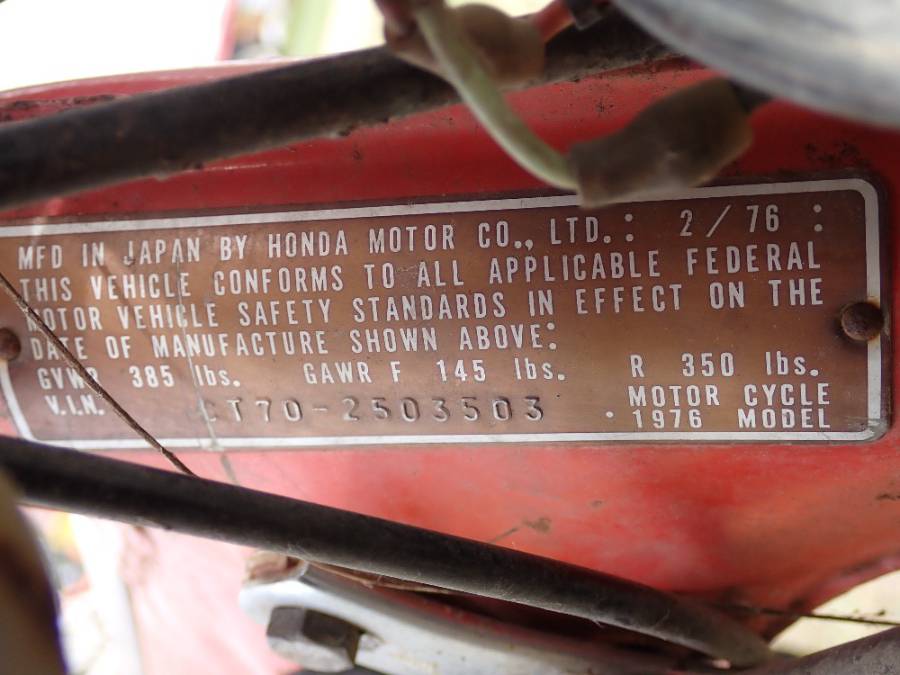 MFD IN JAPAN BY HONDA MOTOR CO., LTD.: 2/76:
THIS VEHICLE CONFORMS TO ALL APPLICABLE FEDERAL
MOTOR VEHICLE SAFETY STANDARDS IN EFFECT ON THE
DATE OF MANUFACTURE SHOWN ABOVE:
GVWR 385 lbs. GAWR F 145 lbs. R 350 lbs.
V.I.N. CT70-2503503 MOTOR CYCLE
1976 MODEL